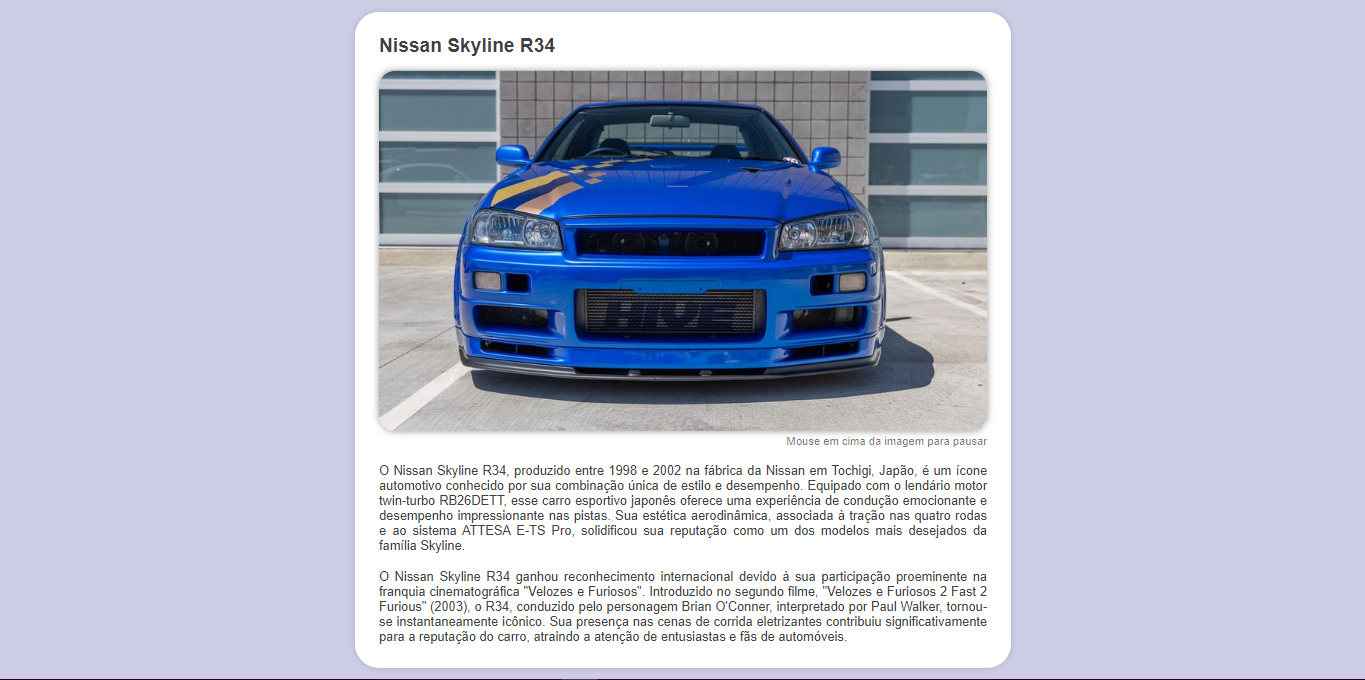 Nissan Skyline R34
Mouse em cima da imagem para pausar
O Nissan Skyline R34, produzido entre 1998 e 2002 na fábrica da Nissan em Tochigi, Japão, é um ícone
automotivo conhecido por sua combinação única de estilo e desempenho. Equipado com o lendário motor
twin-turbo RB26DETT, esse carro esportivo japonês oferece uma experiência de condução emocionante e
desempenho impressionante nas pistas. Sua estética aerodinâmica, associada à tração nas quatro rodas
e ao sistema ATTESA E-TS Pro, solidificou sua reputação como um dos modelos mais desejados da
família Skyline.
O Nissan Skyline R34 ganhou reconhecimento internacional devido à sua participação proeminente na
franquia cinematográfica "Velozes e Furiosos". Introduzido no segundo filme, "Velozes e Furiosos 2 Fast 2
Furious" (2003), o R34, conduzido pelo personagem Brian O'Conner, interpretado por Paul Walker, tornou-
se instantaneamente icônico. Sua presença nas cenas de corrida eletrizantes contribuiu significativamente
para a reputação do carro, atraindo a atenção de entusiastas e fãs de automóveis.